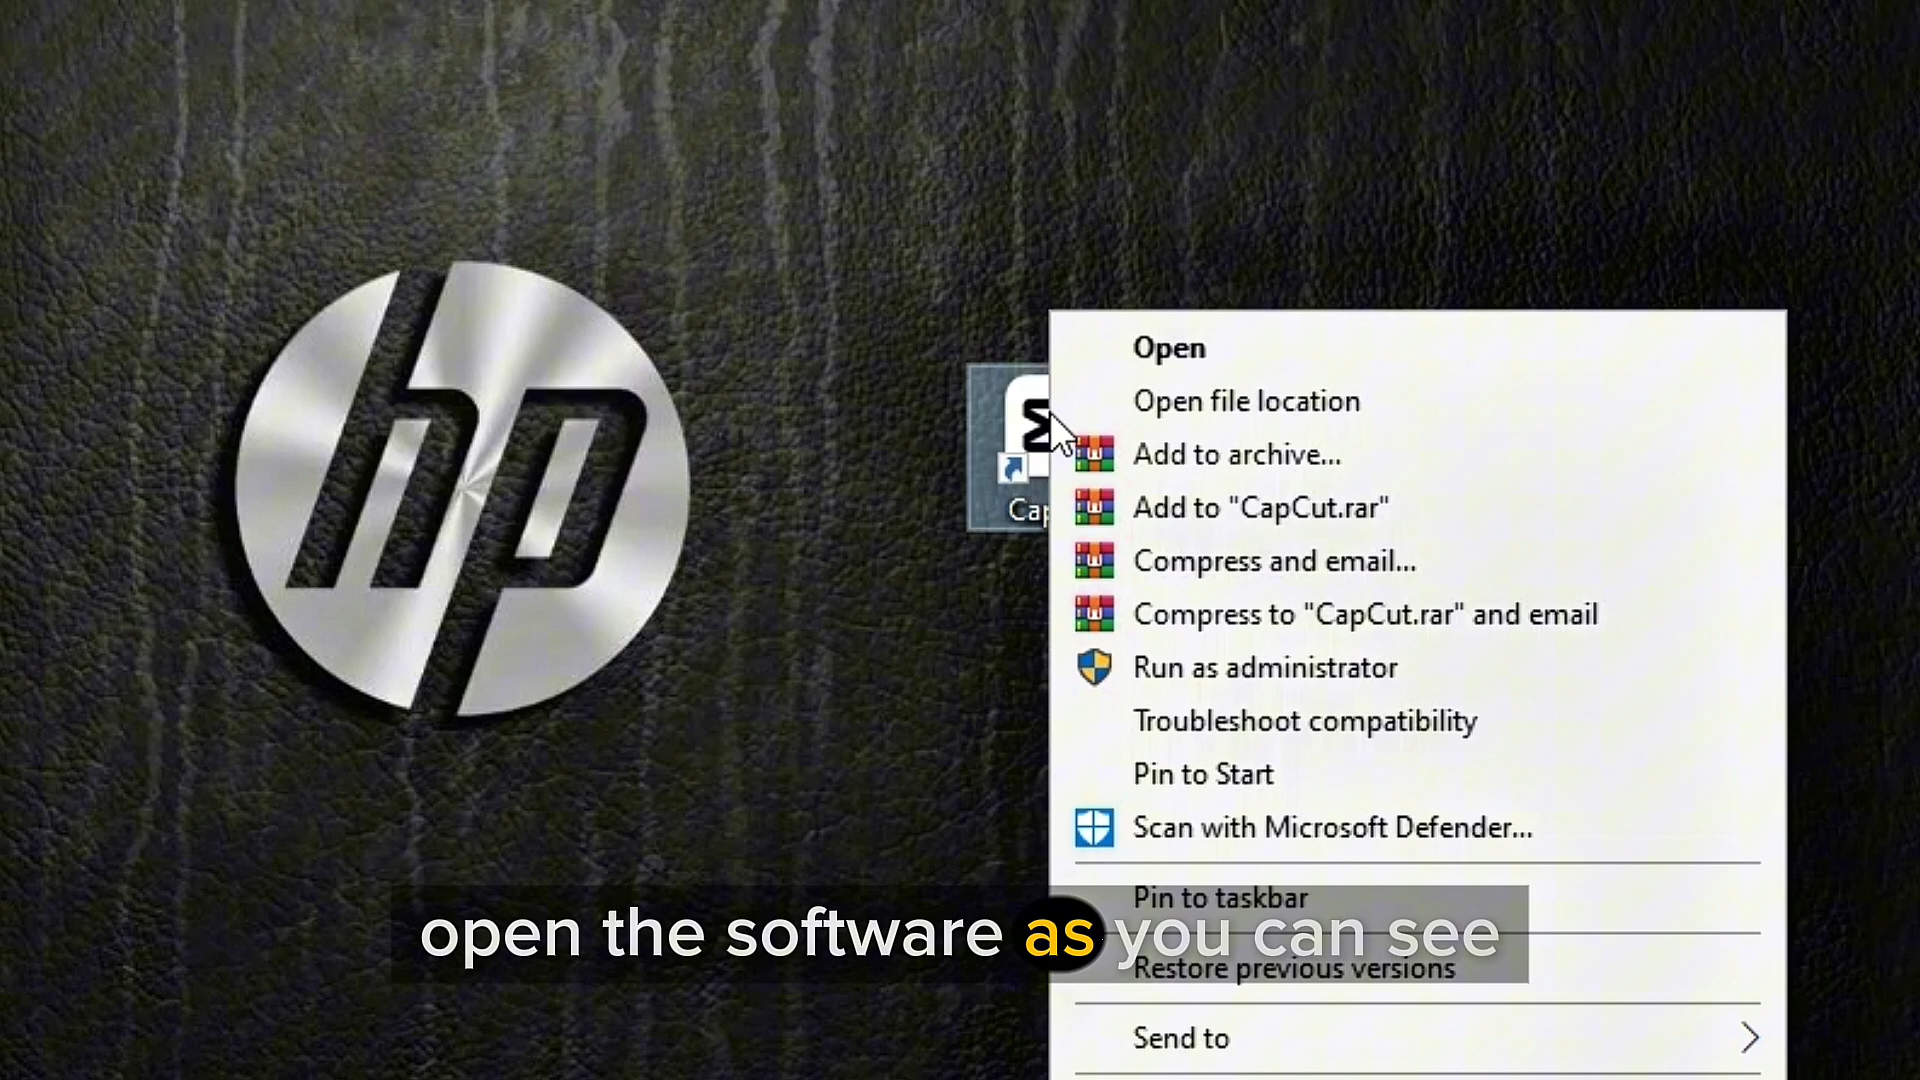 hp
Open
Open file location
Add to archive...
Add to "CapCut.rar"
Compress and email...
Compress to "CapCut.rar" and email
Run as administrator
Troubleshoot compatibility
Pin to Start
Scan with Microsoft Defender...
Pin to taskbar
open the software as you can see
Restore previous versions
Send to